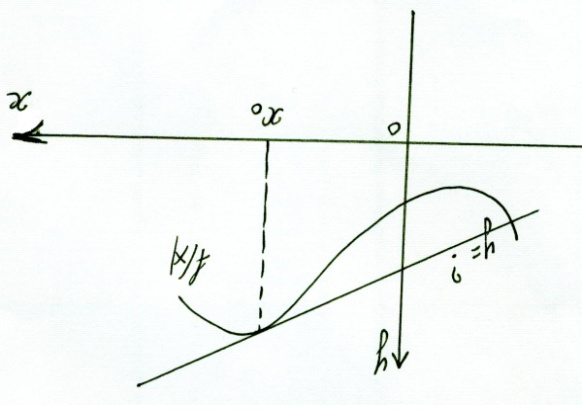 y
y = ?
f(x)
0
x₀
x